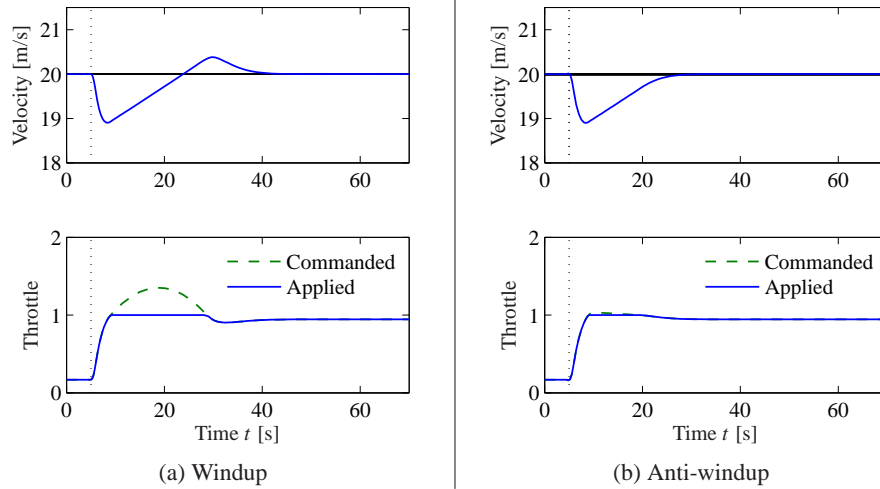 Velocity [m/s]
21
20
19
18
0 20 40 60
Throttle
2
1
0
Commanded
Applied
0 20 40 60
Time t [s]
(a) Windup
Velocity [m/s]
21
20
19
18
0 20 40 60
Throttle
2
1
0
Commanded
Applied
0 20 40 60
Time t [s]
(b) Anti-windup